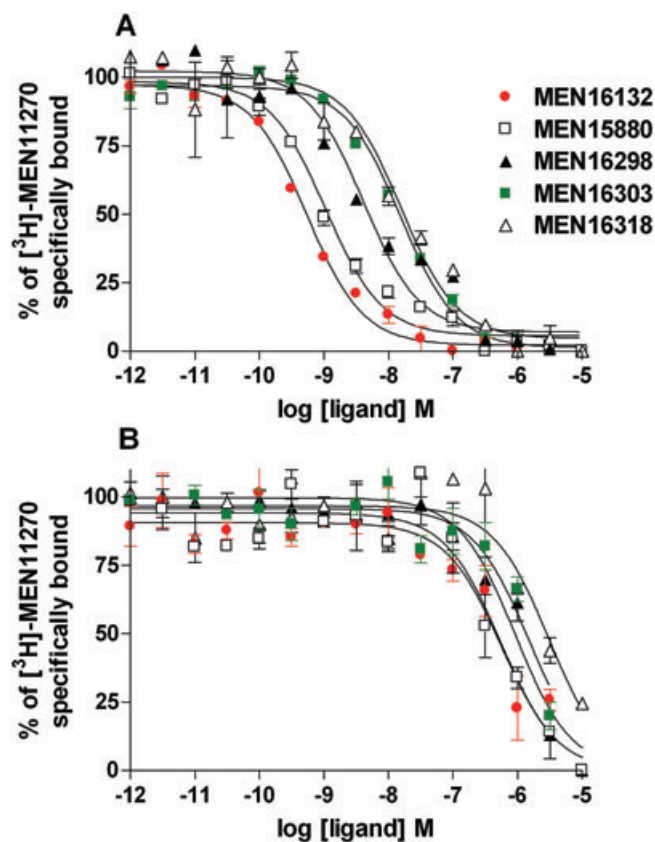 A
% of [³H]-MEN11270
specifically bound
100
75
50
25
0
-12 -11 -10 -9 -8 -7 -6 -5
log [ligand] M
MEN16132
MEN15880
MEN16298
MEN16303
MEN16318
B
% of [³H]-MEN11270
specifically bound
100
75
50
25
0
-12 -11 -10 -9 -8 -7 -6 -5
log [ligand] M